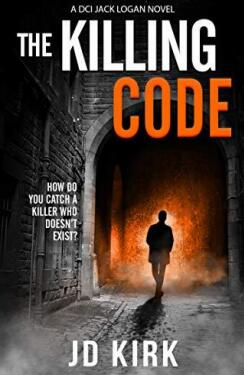 A DCI JACK LOGAN NOVEL
THE KILLING
CODE
HOW DO
YOU CATCH A
KILLER WHO
DOESN'T
EXIST?
JD KIRK